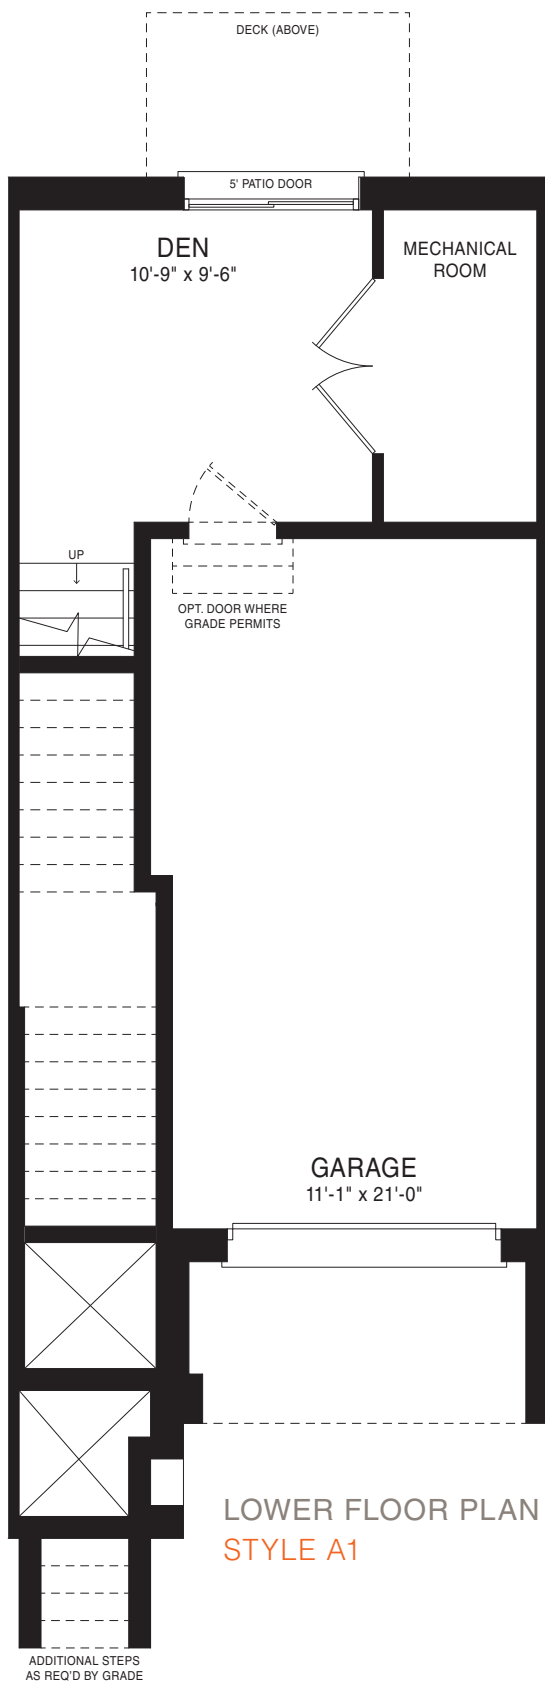 DECK (ABOVE)
5' PATIO DOOR
DEN
10'-9" x 9'-6"
MECHANICAL
ROOM
UP
OPT. DOOR WHERE
GRADE PERMITS
GARAGE
11'-1" x 21'-0"
LOWER FLOOR PLAN
STYLE A1
ADDITIONAL STEPS
AS REQ'D BY GRADE